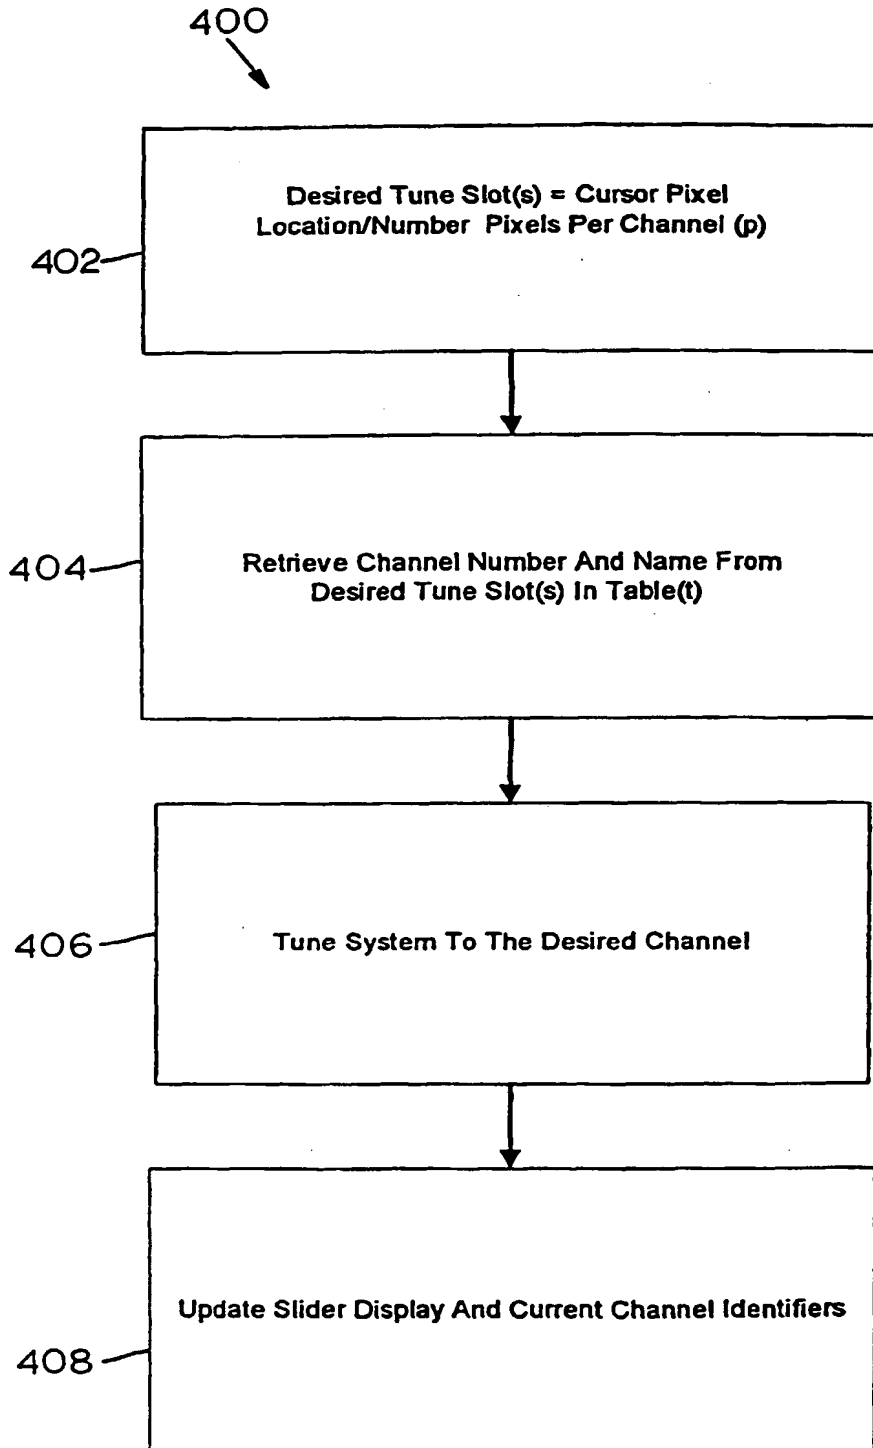 400
Desired Tune Slot(s) = Cursor Pixel
Location/Number Pixels Per Channel (p)
402
Retrieve Channel Number And Name From
Desired Tune Slot(s) In Table(t)
404
Tune System To The Desired Channel
406
Update Slider Display And Current Channel Identifiers
408